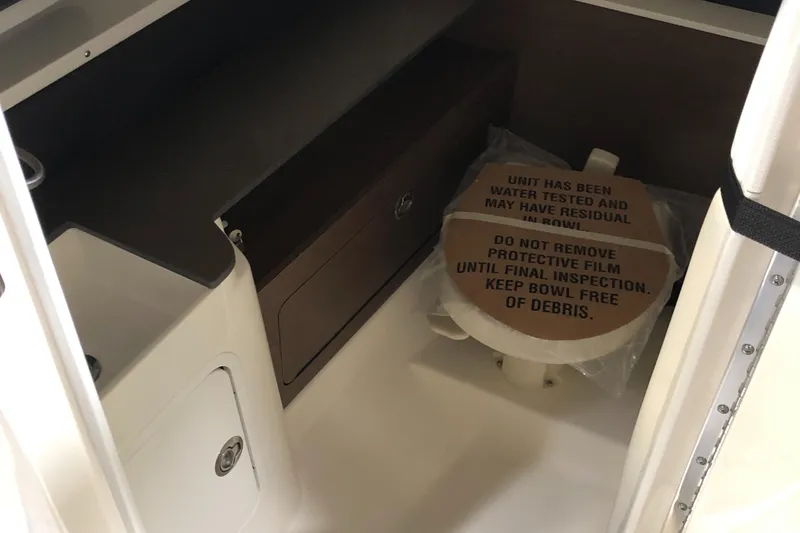 UNIT HAS BEEN
WATER TESTED AND
MAY HAVE RESIDUAL
IN BOWL.
DO NOT REMOVE
PROTECTIVE FILM
UNTIL FINAL INSPECTION.
KEEP BOWL FREE
OF DEBRIS.